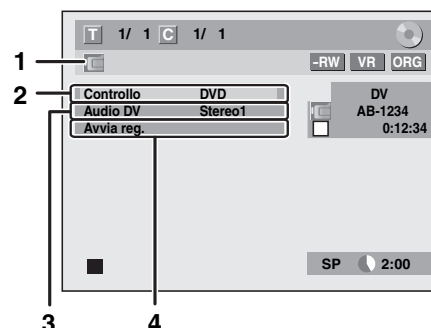 T 1/ 1 C 1/ 1
1
-RW VR ORG
2 Controllo DVD
DV
Audio DV Stereo1
AB-1234
Avvia reg.
0:12:34
SP 2:00
3 4